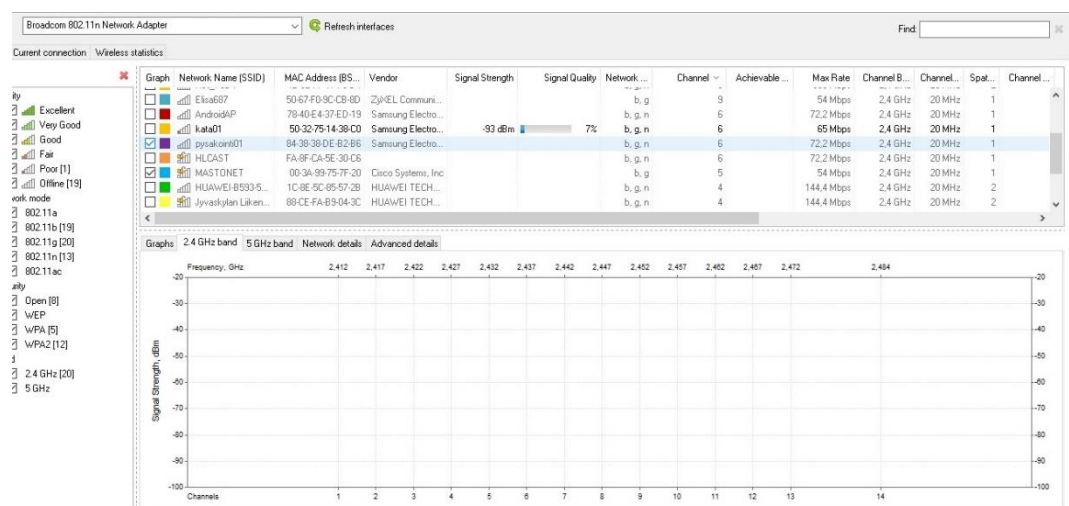 Broadcom 802.11n Network Adapter Refresh interfaces Find:
Current connection Wireless statistics
Graph Network Name (SSID) MAC Address (BS... Vendor Signal Strength Signal Quality Network ... Channel Achievable ... Max Rate Channel B... Channel... Spat... Channel ...
Elisa687 50-67-F0-9C-CB-8D ZyXEL Communi... b, g 9 54 Mbps 2,4 GHz 20 MHz 1
AndroidAP 78-40-E4-37-ED-19 Samsung Electro... b, g, n 6 72,2 Mbps 2,4 GHz 20 MHz 1
kata01 50-32-75-14-38-C0 Samsung Electro... -93 dBm 7% b, g, n 6 65 Mbps 2,4 GHz 20 MHz 1
pysakointi01 84-38-38-DE-B2-B6 Samsung Electro... b, g, n 6 72,2 Mbps 2,4 GHz 20 MHz 1
HLCAST FA-8F-CA-5E-30-C6 b, g, n 6 72,2 Mbps 2,4 GHz 20 MHz 1
MASTONET 00-3A-99-75-7F-20 Cisco Systems, Inc b, g 5 54 Mbps 2,4 GHz 20 MHz 1
HUAWEI-B593-5... 1C-8E-5C-85-57-2B HUAWEI TECH... b, g, n 4 144,4 Mbps 2,4 GHz 20 MHz 2
Jyvaskylan Liiken... 88-CE-FA-B9-04-3C HUAWEI TECH... b, g, n 4 144,4 Mbps 2,4 GHz 20 MHz 2
ity
Excellent
Very Good
Good
Fair
Poor [1]
Offline [19]
vork mode
802.11a
802.11b [19]
802.11g [20]
802.11n [13]
802.11ac
urity
Open [8]
WEP
WPA [5]
WPA2 [12]
d
2.4 GHz [20]
5 GHz
Graphs 2.4 GHz band 5 GHz band Network details Advanced details
Frequency, GHz 2,412 2,417 2,422 2,427 2,432 2,437 2,442 2,447 2,452 2,457 2,462 2,467 2,472 2,484
-20 -20
-30 -30
-40 -40
-50 -50
-60 -60
-70 -70
-80 -80
-90 -90
-100 -100
Signal Strength, dBm
Channels 1 2 3 4 5 6 7 8 9 10 11 12 13 14